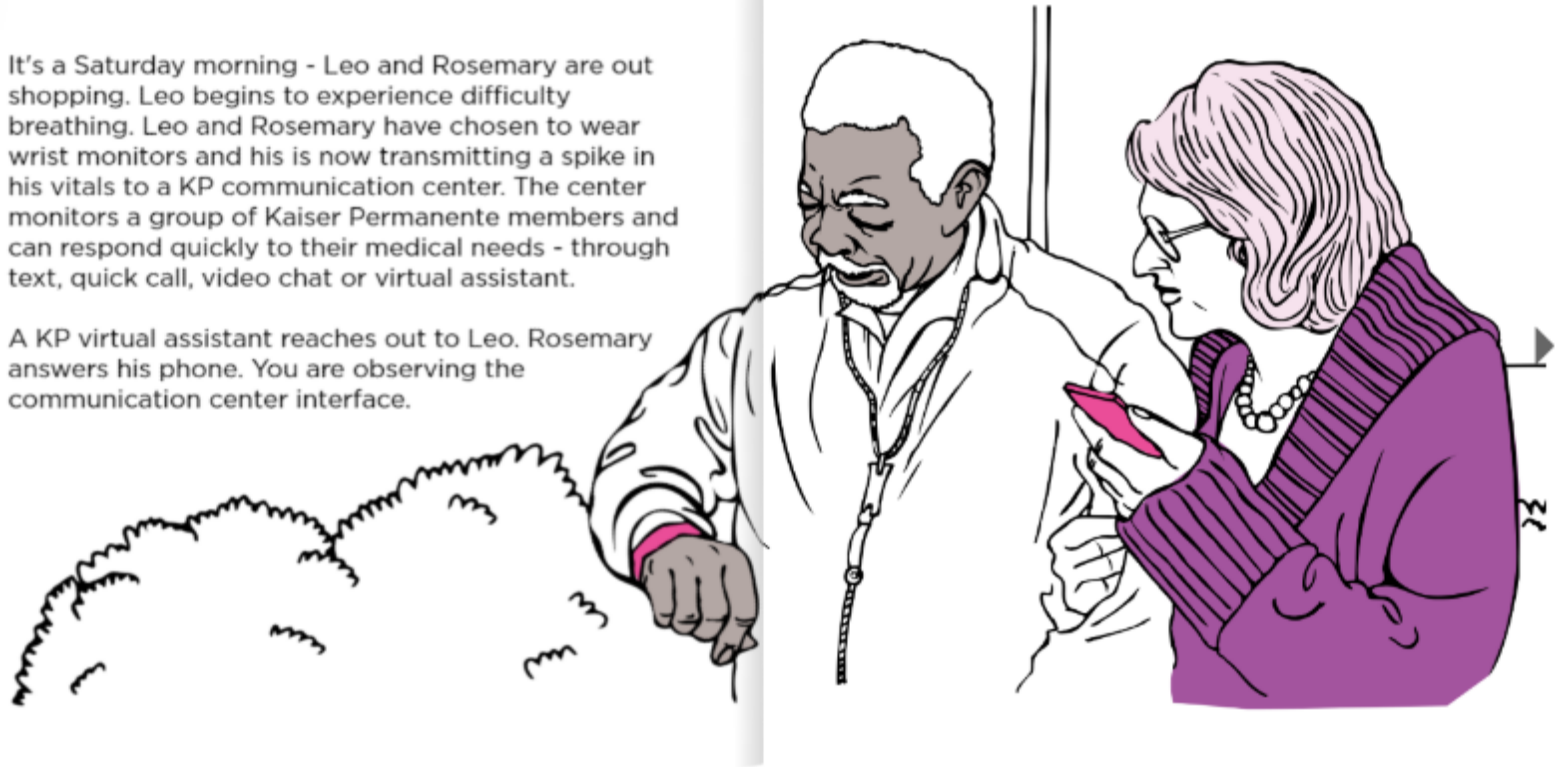 It's a Saturday morning - Leo and Rosemary are out
shopping. Leo begins to experience difficulty
breathing. Leo and Rosemary have chosen to wear
wrist monitors and his is now transmitting a spike in
his vitals to a KP communication center. The center
monitors a group of Kaiser Permanente members and
can respond quickly to their medical needs - through
text, quick call, video chat or virtual assistant.
A KP virtual assistant reaches out to Leo. Rosemary
answers his phone. You are observing the
communication center interface.